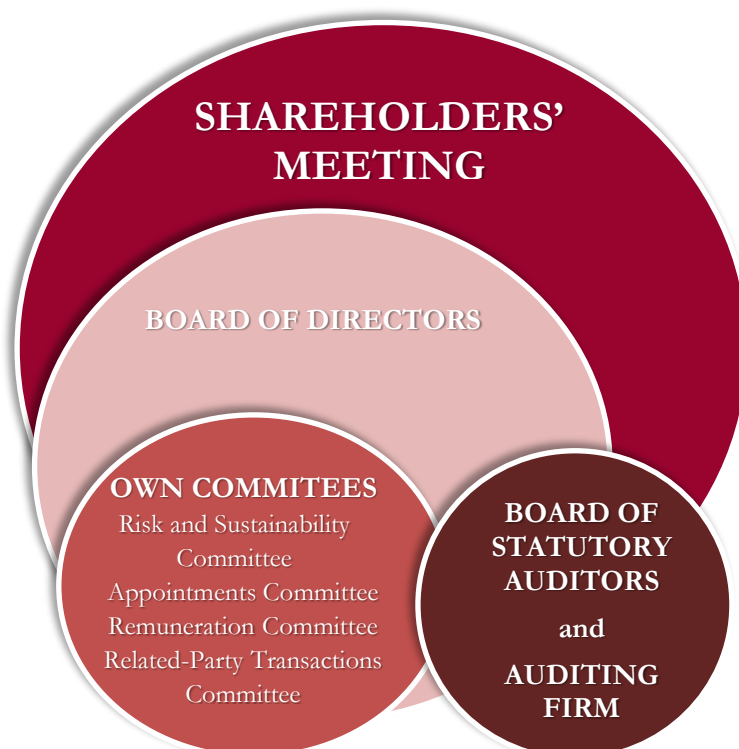 SHAREHOLDERS’
MEETING
BOARD OF DIRECTORS
OWN COMMITEES
Risk and Sustainability
Committee
Appointments Committee
Remuneration Committee
Related-Party Transactions
Committee
BOARD OF
STATUTORY
AUDITORS
and
AUDITING
FIRM